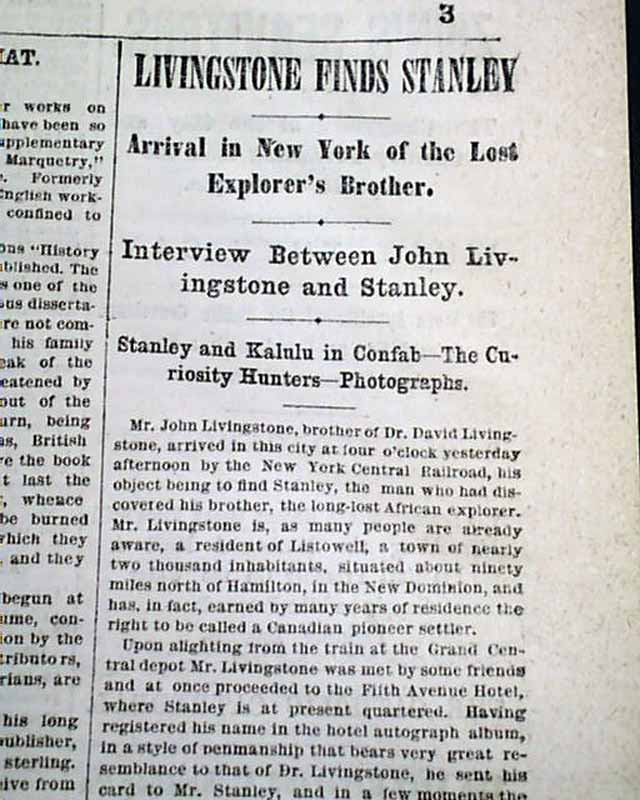 3
IAT.
r works on
have been so
upplementary
Marquetry,"
. Formerly
English work-
confined to
ons "History
ublished. The
s one of the
ous disserta-
re not com-
his family
eak of the
eatened by
out of the
urn, being
as, British
re the book
t last the
, whence
be burned
which they
, and they
begun at
ume, con-
ion by the
tributors,
rians, are
his long
publisher,
sterling.
eive from
LIVINGSTONE FINDS STANLEY
Arrival in New York of the Lost
Explorer's Brother.
Interview Between John Liv-
ingstone and Stanley.
Stanley and Kalulu in Confab—The Cu-
riosity Hunters—Photographs.
Mr. John Livingstone, brother of Dr. David Living-
stone, arrived in this city at four o'clock yesterday
afternoon by the New York Central Railroad, his
object being to find Stanley, the man who had dis-
covered his brother, the long-lost African explorer.
Mr. Livingstone is, as many people are already
aware, a resident of Listowell, a town of nearly
two thousand inhabitants, situated about ninety
miles north of Hamilton, in the New Dominion, and
has, in fact, earned by many years of residence the
right to be called a Canadian pioneer settler.
Upon alighting from the train at the Grand Cen-
tral depot Mr. Livingstone was met by some friends
and at once proceeded to the Fifth Avenue Hotel,
where Stanley is at present quartered. Having
registered his name in the hotel autograph album,
in a style of penmanship that bears very great re-
semblance to that of Dr. Livingstone, he sent his
card to Mr. Stanley, and in a few moments the